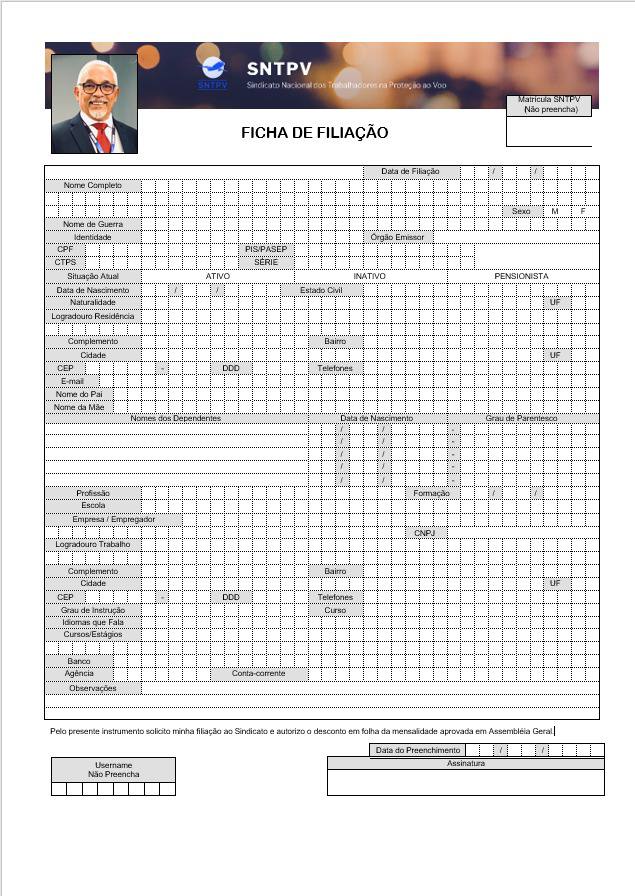 SNTPV
SNTPV
Sindicato Nacional dos Trabalhadores na Proteção ao Voo
Matrícula SNTPV
(Não preencha)
FICHA DE FILIAÇÃO
Data de Filiação / /
Nome Completo
Sexo M F
Nome de Guerra
Identidade Órgão Emissor
CPF PIS/PASEP
CTPS SÉRIE
Situação Atual ATIVO INATIVO PENSIONISTA
Data de Nascimento / / Estado Civil
Naturalidade UF
Logradouro Residência
Complemento Bairro
Cidade UF
CEP - DDD Telefones
E-mail
Nome do Pai
Nome da Mãe
Nomes dos Dependentes Data de Nascimento Grau de Parentesco
/ / -
/ / -
/ / -
/ / -
/ / -
Profissão Formação / /
Escola
Empresa / Empregador
CNPJ
Logradouro Trabalho
Complemento Bairro
Cidade UF
CEP - DDD Telefones
Grau de Instrução Curso
Idiomas que Fala
Cursos/Estágios
Banco
Agência Conta-corrente
Observações
Pelo presente instrumento solicito minha filiação ao Sindicato e autorizo o desconto em folha da mensalidade aprovada em Assembléia Geral.
Data do Preenchimento / /
Username
Não Preencha
Assinatura